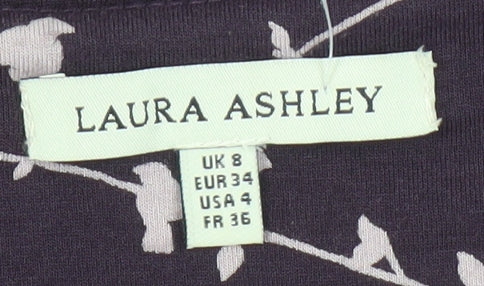 LAURA ASHLEY
UK 8
EUR 34
USA 4
FR 36